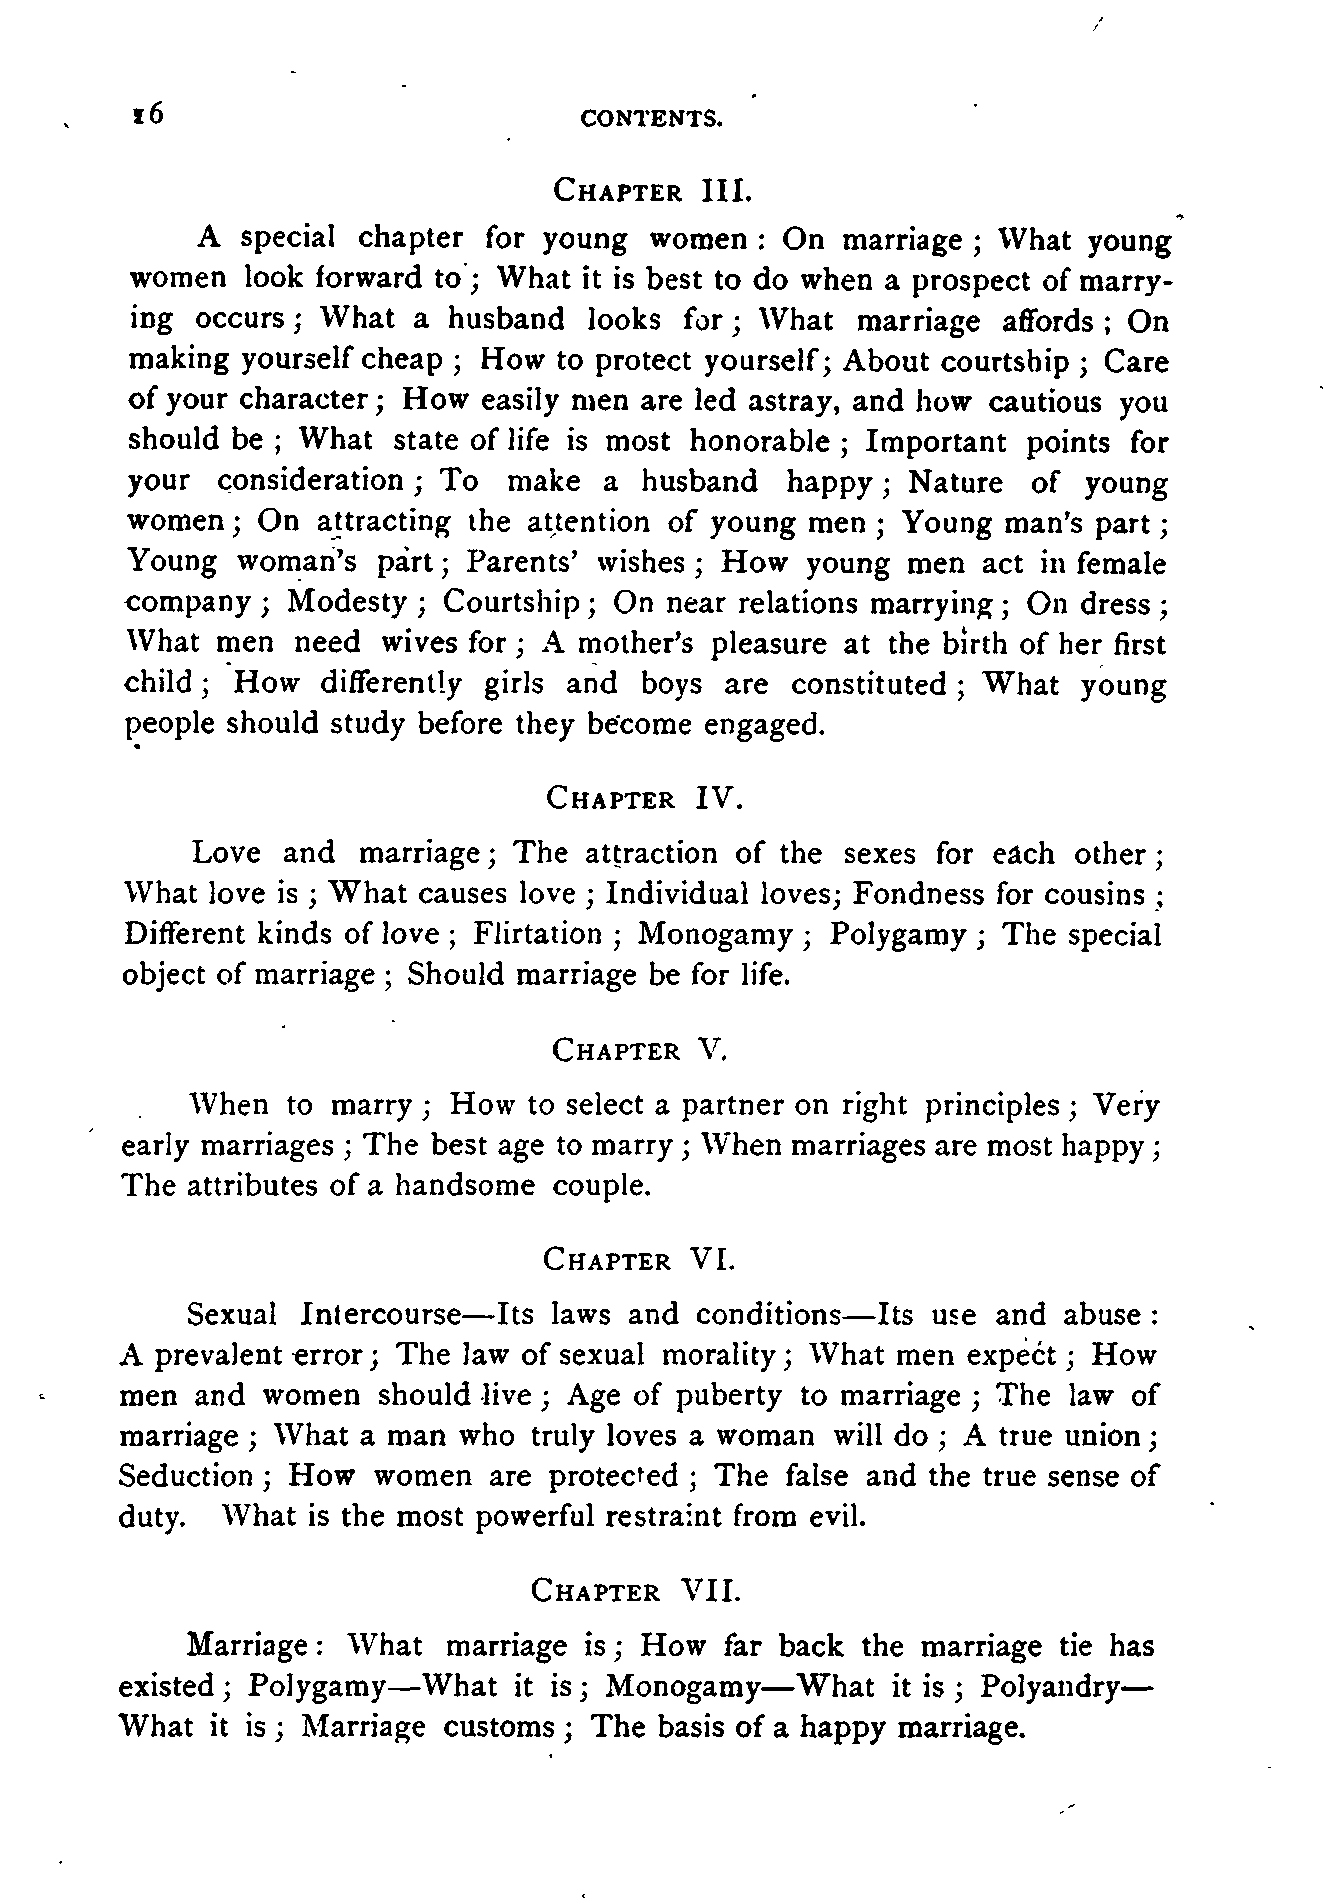 16 CONTENTS.
CHAPTER III.
A special chapter for young women : On marriage ; What young
women look forward to ; What it is best to do when a prospect of marry-
ing occurs ; What a husband looks for ; What marriage affords ; On
making yourself cheap ; How to protect yourself ; About courtship ; Care
of your character ; How easily men are led astray, and how cautious you
should be ; What state of life is most honorable ; Important points for
your consideration ; To make a husband happy ; Nature of young
women ; On attracting the attention of young men ; Young man's part ;
Young woman's part ; Parents' wishes ; How young men act in female
company ; Modesty ; Courtship ; On near relations marrying ; On dress ;
What men need wives for ; A mother's pleasure at the birth of her first
child ; How differently girls and boys are constituted ; What young
people should study before they become engaged.
CHAPTER IV.
Love and marriage ; The attraction of the sexes for each other ;
What love is ; What causes love ; Individual loves; Fondness for cousins ;
Different kinds of love ; Flirtation ; Monogamy ; Polygamy ; The special
object of marriage ; Should marriage be for life.
CHAPTER V.
When to marry ; How to select a partner on right principles ; Very
early marriages ; The best age to marry ; When marriages are most happy ;
The attributes of a handsome couple.
CHAPTER VI.
Sexual Intercourse—Its laws and conditions—Its use and abuse :
A prevalent error ; The law of sexual morality ; What men expect ; How
men and women should live ; Age of puberty to marriage ; The law of
marriage ; What a man who truly loves a woman will do ; A true union ;
Seduction ; How women are protected ; The false and the true sense of
duty. What is the most powerful restraint from evil.
CHAPTER VII.
Marriage : What marriage is ; How far back the marriage tie has
existed ; Polygamy—What it is ; Monogamy—What it is ; Polyandry—
What it is ; Marriage customs ; The basis of a happy marriage.